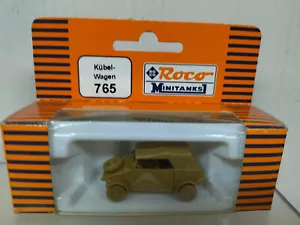 Kübel-
Wagen
765
Roco
MINITANKS